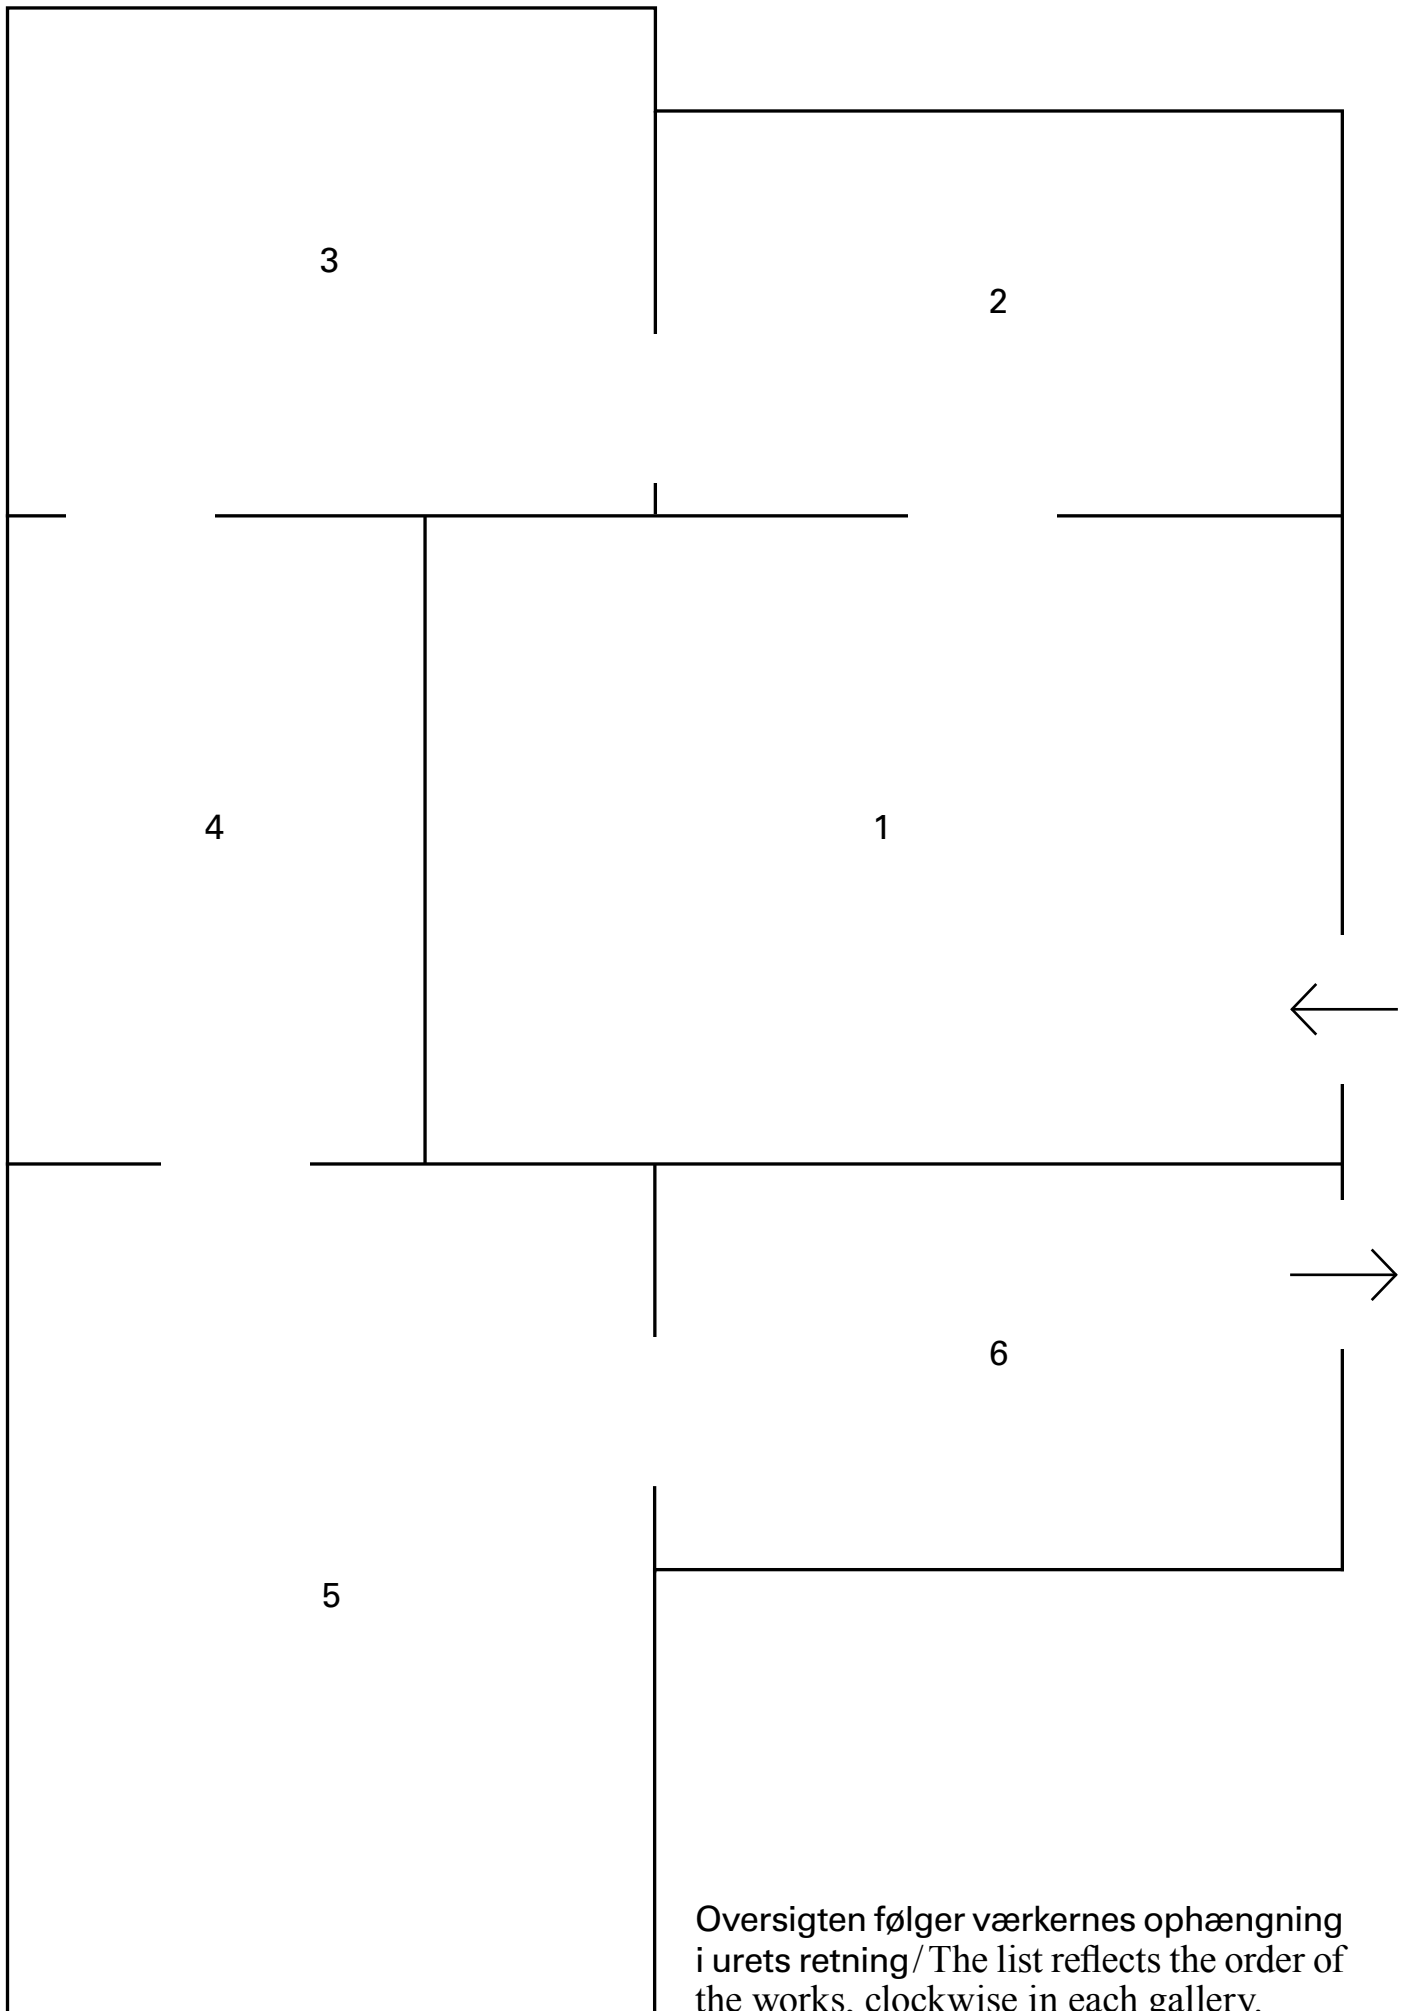 3
2
4
1
6
5
Oversigten følger værkernes ophængning
i urets retning / The list reflects the order of
the works, clockwise in each gallery.